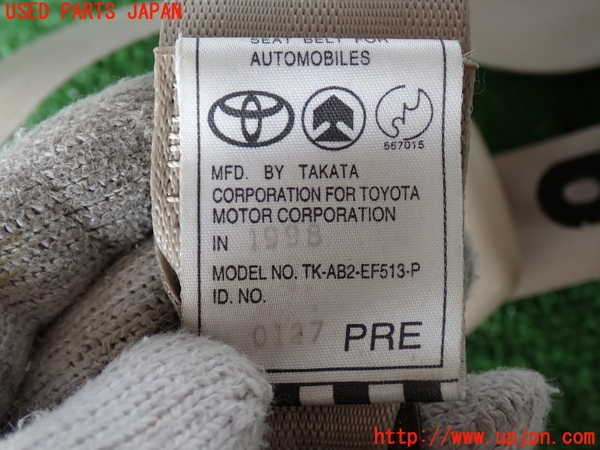 USED PARTS JAPAN
SEAT BELT FOR
AUTOMOBILES
567015
MFD. BY TAKATA
CORPORATION FOR TOYOTA
MOTOR CORPORATION
IN 1998
MODEL NO. TK-AB2-EF513-P
ID. NO.
0127 PRE
http://www.upjpn.com